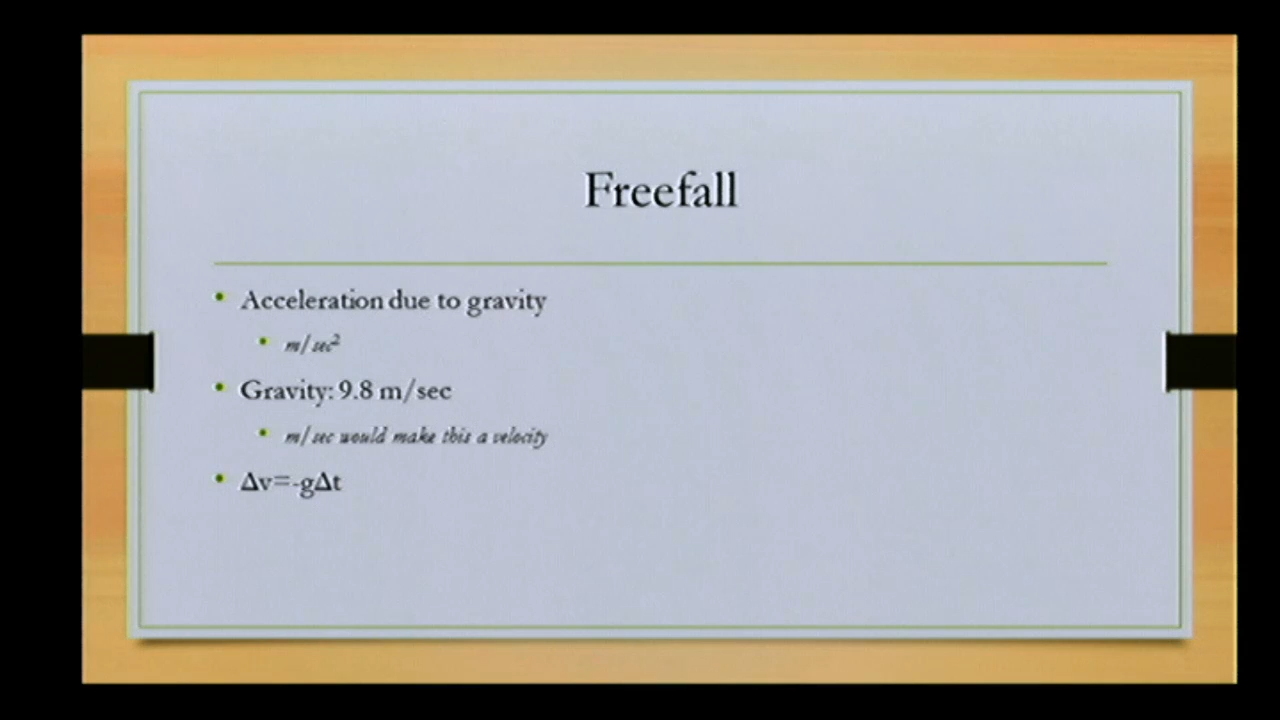 Freefall
• Acceleration due to gravity
• m/sec²
• Gravity: 9.8 m/sec
• m/sec would make this a velocity
• Δv=-gΔt